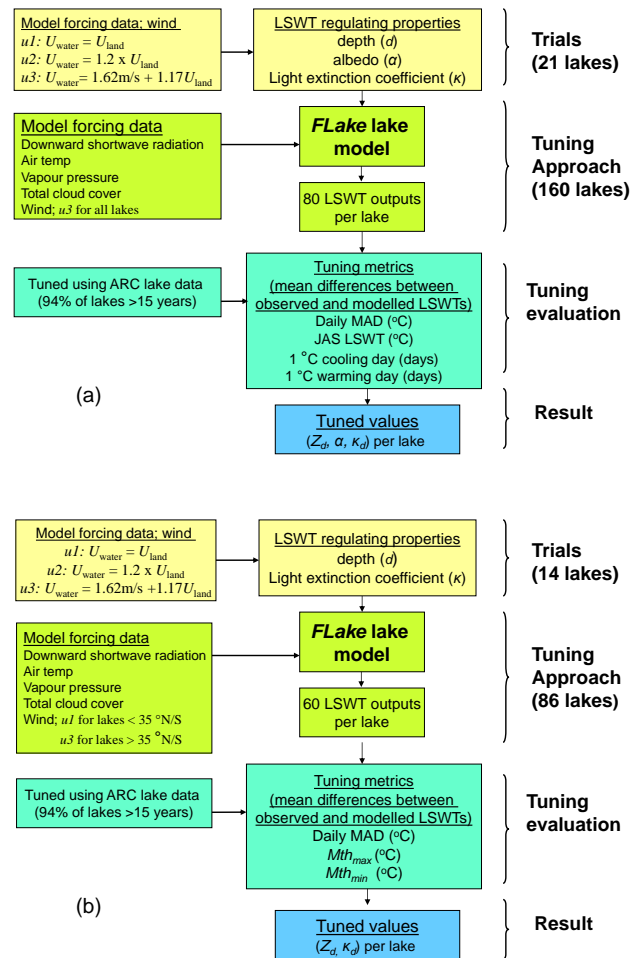 Model forcing data; wind
u1: Uwater = Uland
u2: Uwater = 1.2 x Uland
u3: Uwater= 1.62m/s + 1.17Uland
LSWT regulating properties
depth (d)
albedo (α)
Light extinction coefficient (κ)
Trials
(21 lakes)
Model forcing data
Downward shortwave radiation
Air temp
Vapour pressure
Total cloud cover
Wind; u3 for all lakes
FLake lake
model
80 LSWT outputs
per lake
Tuning
Approach
(160 lakes)
Tuned using ARC lake data
(94% of lakes >15 years)
Tuning metrics
(mean differences between
observed and modelled LSWTs)
Daily MAD (°C)
JAS LSWT (°C)
1 °C cooling day (days)
1 °C warming day (days)
Tuning
evaluation
(a)
Tuned values
(Zd, α, κd) per lake
Result
Model forcing data; wind
u1: Uwater = Uland
u2: Uwater = 1.2 x Uland
u3: Uwater = 1.62m/s +1.17Uland
LSWT regulating properties
depth (d)
Light extinction coefficient (κ)
Trials
(14 lakes)
Model forcing data
Downward shortwave radiation
Air temp
Vapour pressure
Total cloud cover
Wind; u1 for lakes < 35 °N/S
u3 for lakes > 35 °N/S
FLake lake
model
60 LSWT outputs
per lake
Tuning
Approach
(86 lakes)
Tuned using ARC lake data
(94% of lakes >15 years)
Tuning metrics
(mean differences between
observed and modelled LSWTs)
Daily MAD (°C)
Mthmax (°C)
Mthmin (°C)
Tuning
evaluation
(b)
Tuned values
(Zd, κd) per lake
Result